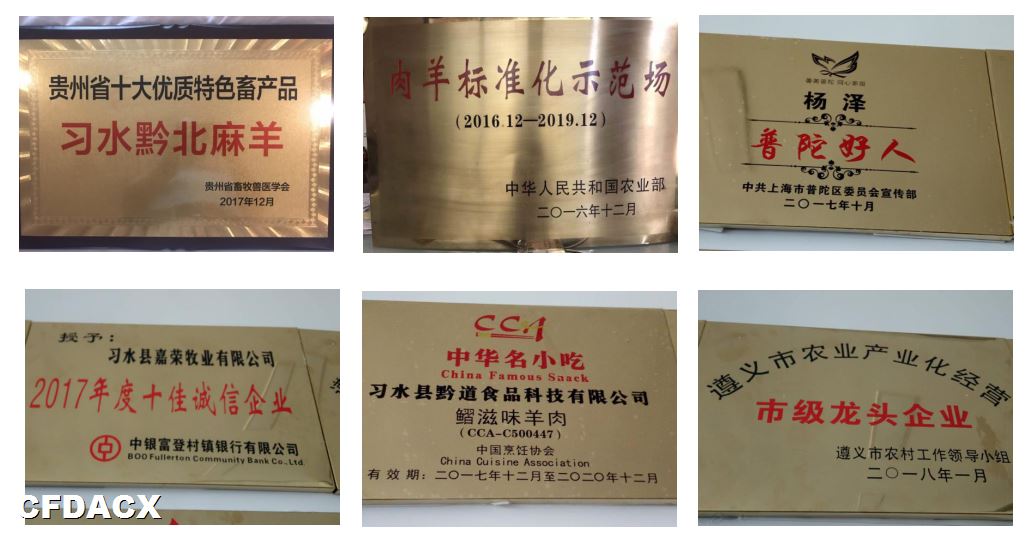 贵州省十大优质特色畜产品
习水黔北麻羊
贵州省畜牧兽医学会
2017年12月
肉羊标准化示范场
(2016.12—2019.12)
中华人民共和国农业部
二〇一六年十二月
善美普陀 同心家园
杨泽
普陀好人
中共上海市普陀区委员会宣传部
二〇一七年十月
授予：
习水县嘉荣牧业有限公司
2017年度十佳诚信企业
中银富登村镇银行有限公司
BOC Fullerton Community Bank Co.,Ltd.
CCA
中华名小吃
China Famous Snack
习水县黔道食品科技有限公司
鰼滋味羊肉
(CCA-C500447)
中国烹饪协会
China Cuisine Association
有效期：二〇一七年十二月至二〇二〇年十二月
遵义市农业产业化经营
市级龙头企业
遵义市农村工作领导小组
二〇一八年一月
CFDACX